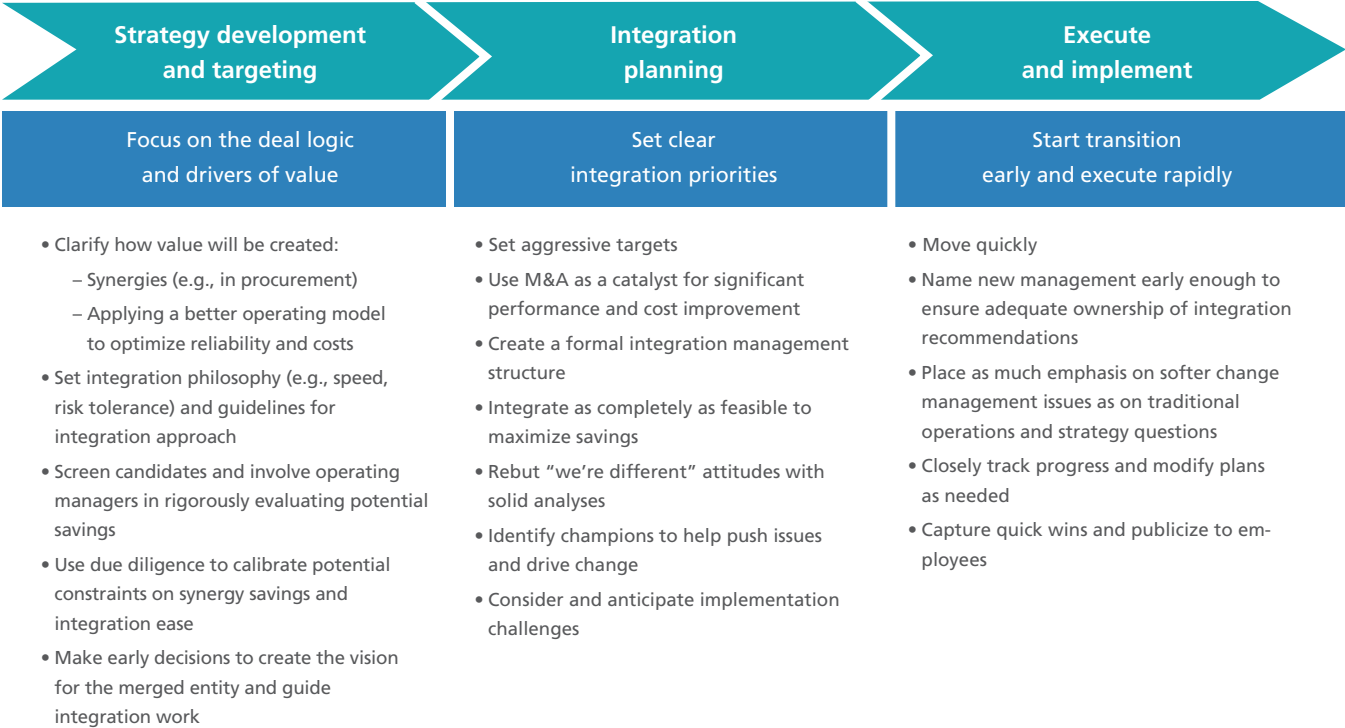 Strategy development
and targeting
Integration
planning
Execute
and implement
Focus on the deal logic
and drivers of value
Set clear
integration priorities
Start transition
early and execute rapidly
• Clarify how value will be created:
– Synergies (e.g., in procurement)
– Applying a better operating model
to optimize reliability and costs
• Set integration philosophy (e.g., speed,
risk tolerance) and guidelines for
integration approach
• Screen candidates and involve operating
managers in rigorously evaluating potential
savings
• Use due diligence to calibrate potential
constraints on synergy savings and
integration ease
• Make early decisions to create the vision
for the merged entity and guide
integration work
• Set aggressive targets
• Use M&A as a catalyst for significant
performance and cost improvement
• Create a formal integration management
structure
• Integrate as completely as feasible to
maximize savings
• Rebut “we’re different” attitudes with
solid analyses
• Identify champions to help push issues
and drive change
• Consider and anticipate implementation
challenges
• Move quickly
• Name new management early enough to
ensure adequate ownership of integration
recommendations
• Place as much emphasis on softer change
management issues as on traditional
operations and strategy questions
• Closely track progress and modify plans
as needed
• Capture quick wins and publicize to em-
ployees